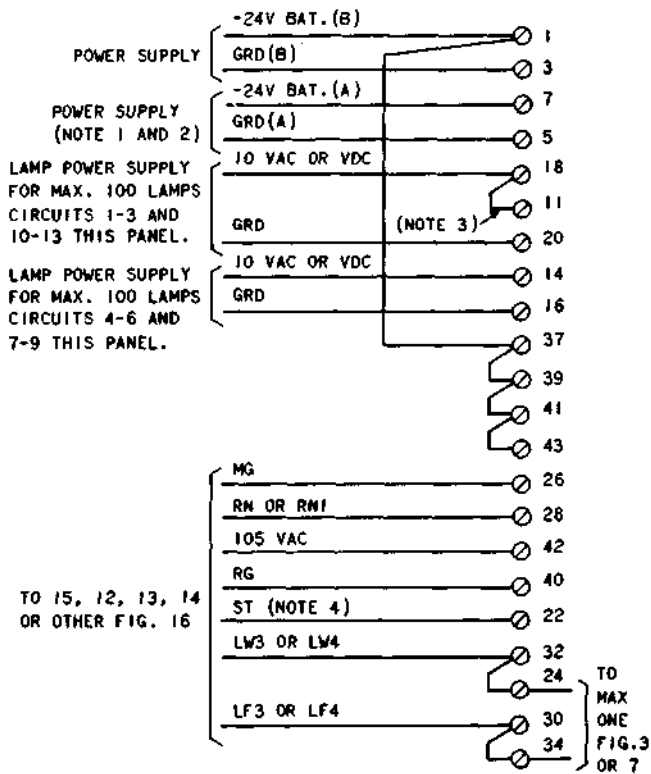 -24V BAT.(B) 1
POWER SUPPLY GRD(B) 3
-24V BAT.(A) 7
POWER SUPPLY
(NOTE 1 AND 2) GRD(A) 5
10 VAC OR VDC 18
LAMP POWER SUPPLY
FOR MAX. 100 LAMPS
CIRCUITS 1-3 AND
10-13 THIS PANEL.
(NOTE 3) 11
GRD 20
10 VAC OR VDC 14
LAMP POWER SUPPLY
FOR MAX. 100 LAMPS
CIRCUITS 4-6 AND
7-9 THIS PANEL.
GRD 16
37
39
41
43
MG 26
RN OR RN1 28
105 VAC 42
RG 40
TO 15, 12, 13, 14
OR OTHER FIG. 16
ST (NOTE 4) 22
LW3 OR LW4 32
24
LF3 OR LF4 30
34
TO
MAX
ONE
FIG.3
OR 7